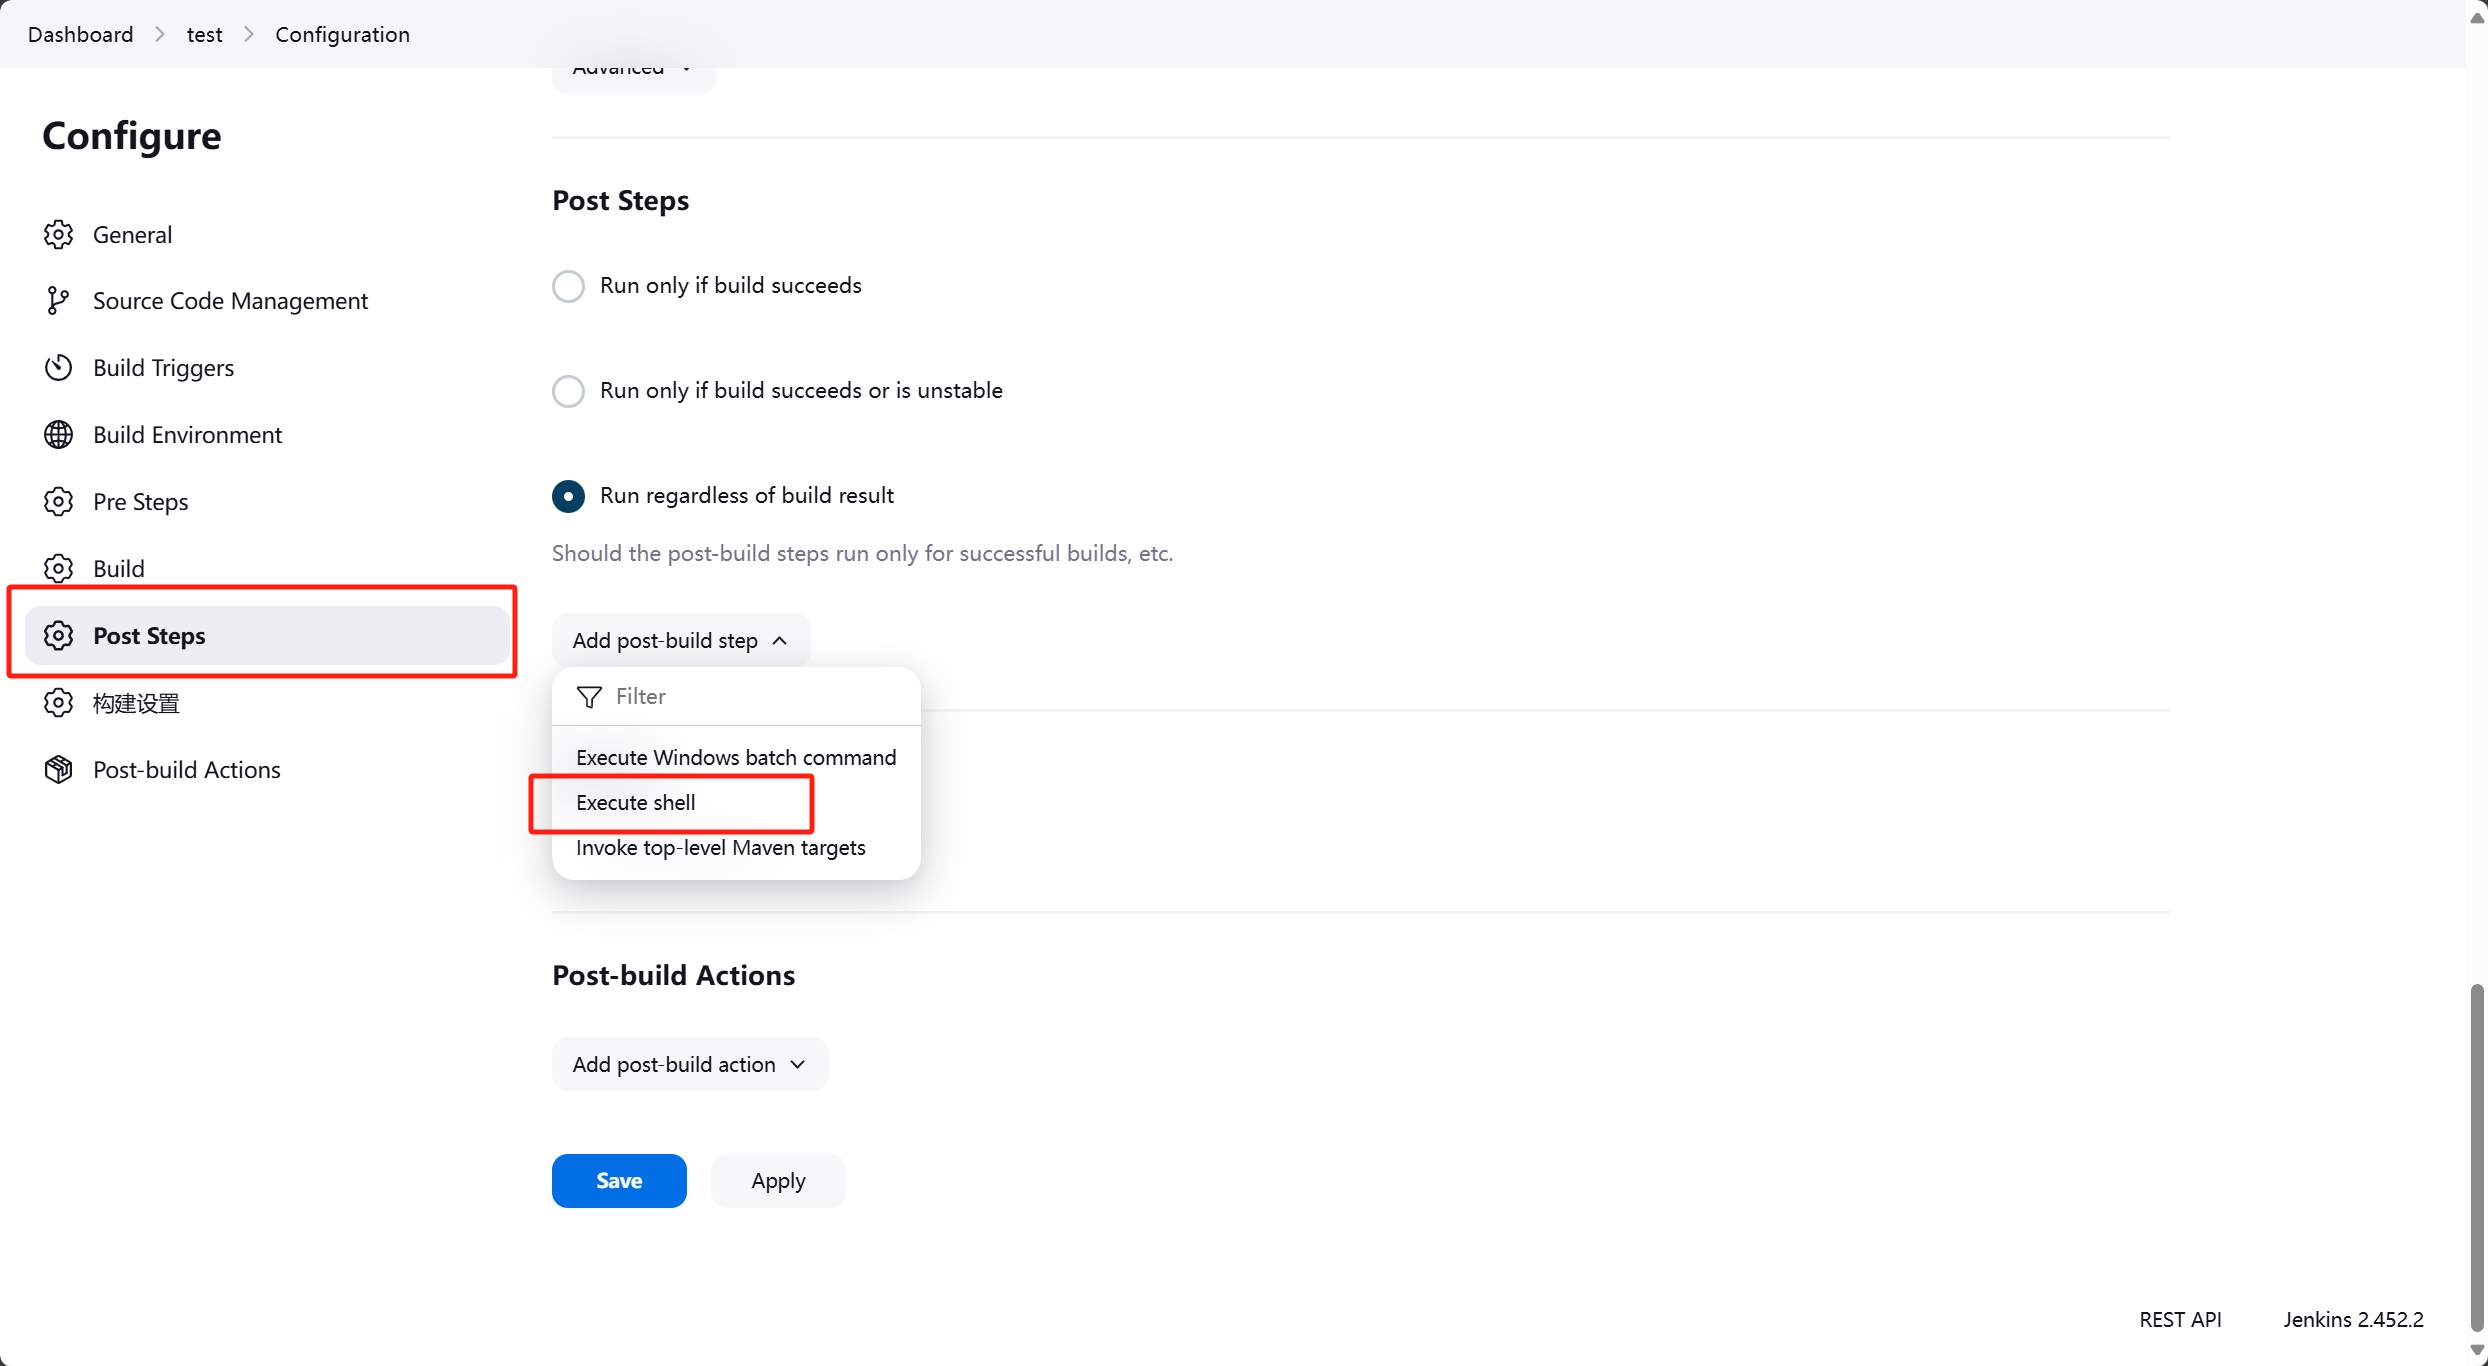 Dashboard > test > Configuration
Advanced
Configure
General
Source Code Management
Build Triggers
Build Environment
Pre Steps
Build
Post Steps
构建设置
Post-build Actions
Post Steps
Run only if build succeeds
Run only if build succeeds or is unstable
Run regardless of build result
Should the post-build steps run only for successful builds, etc.
Add post-build step
Filter
Execute Windows batch command
Execute shell
Invoke top-level Maven targets
Post-build Actions
Add post-build action
Save
Apply
REST API
Jenkins 2.452.2